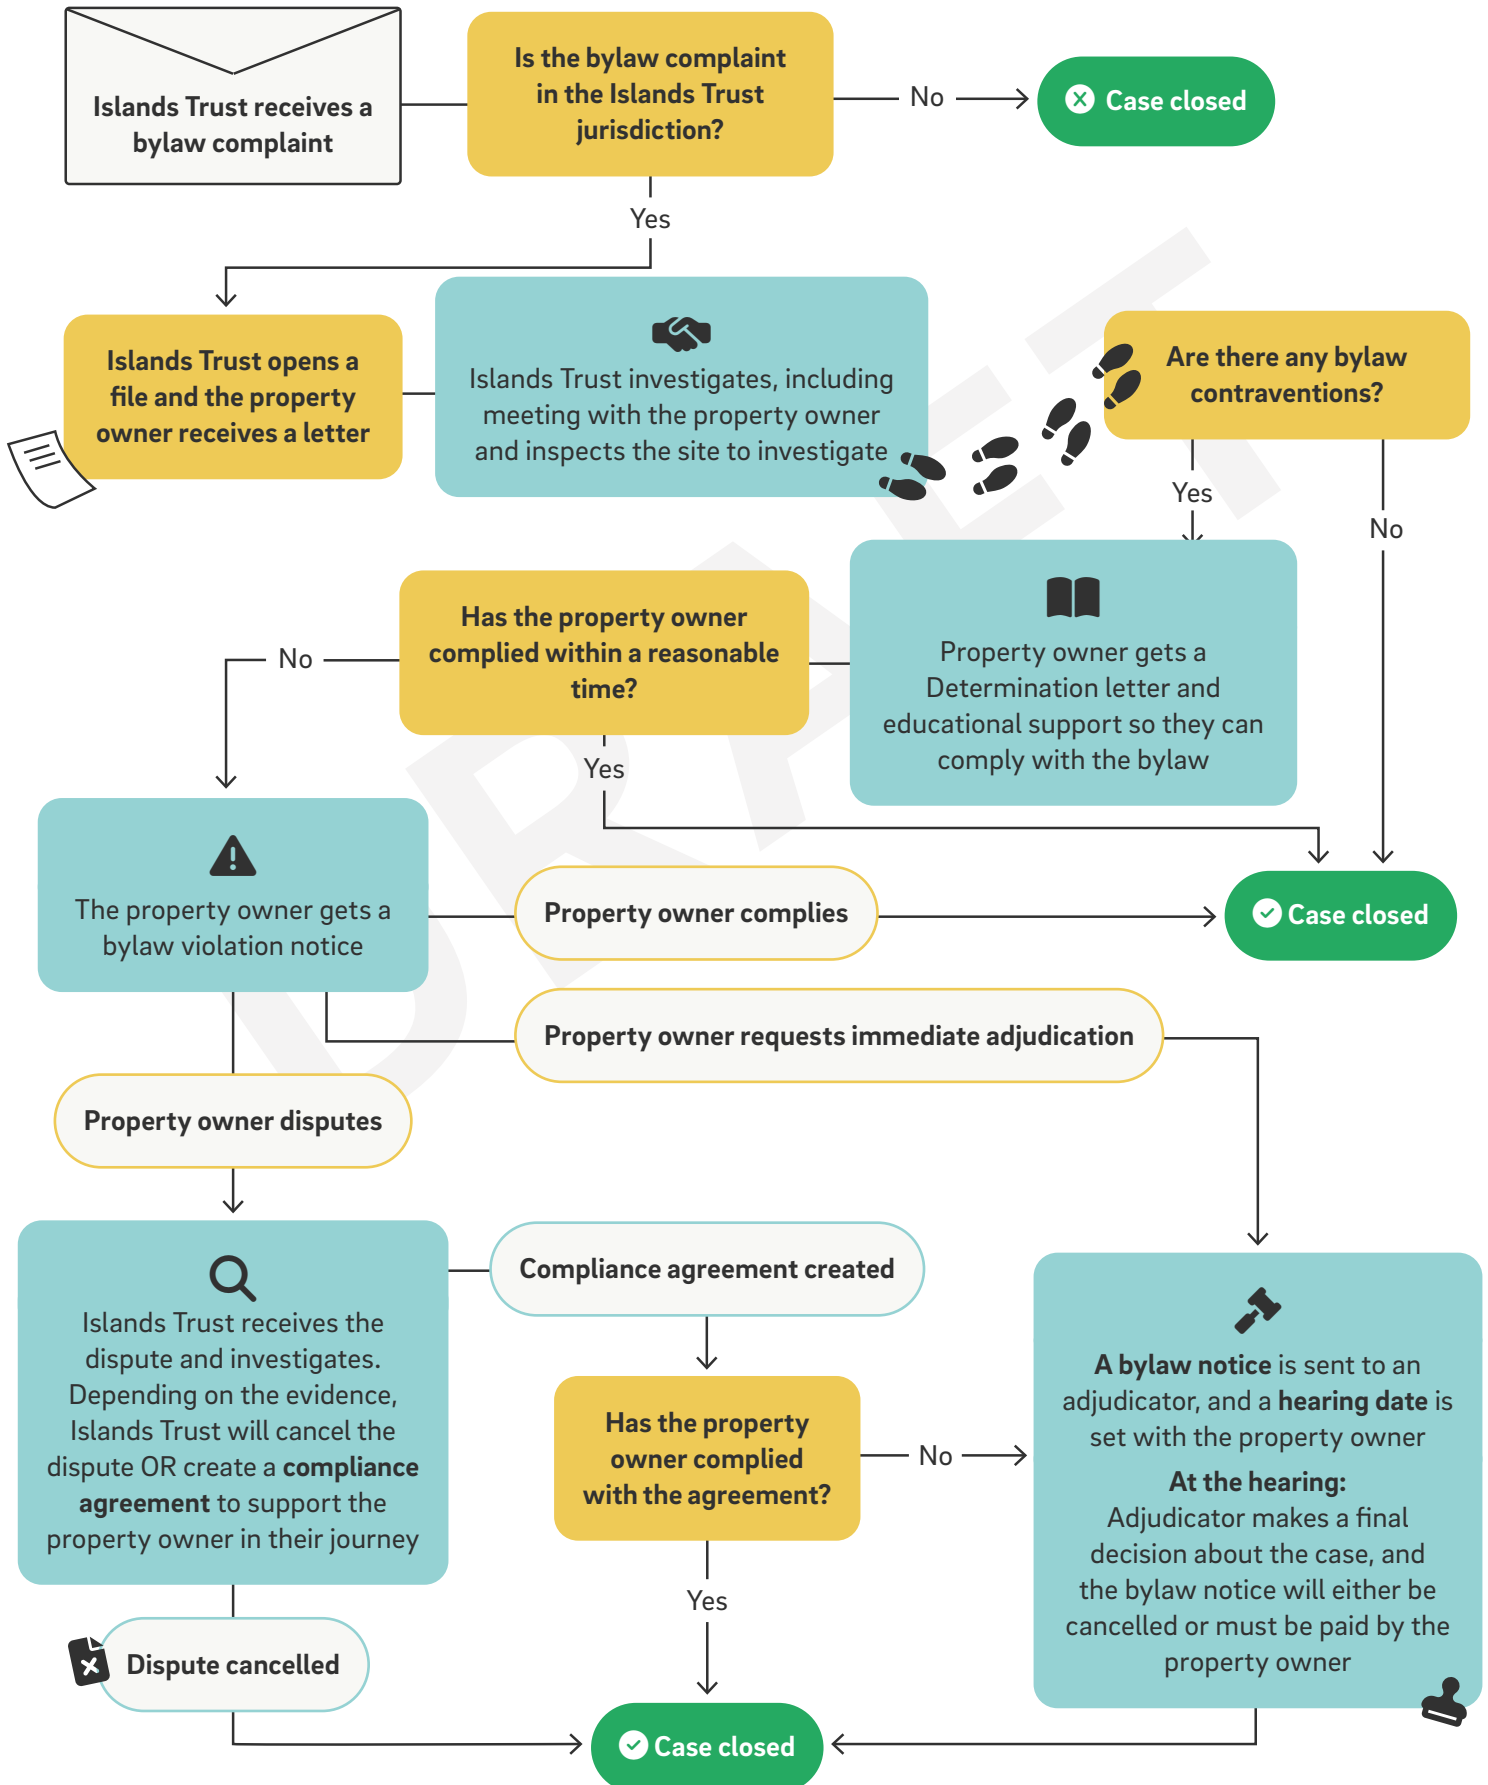 Islands Trust receives a
bylaw complaint
Is the bylaw complaint
in the Islands Trust
jurisdiction?
No
Case closed
Yes
Islands Trust opens a
file and the property
owner receives a letter
Islands Trust investigates, including
meeting with the property owner
and inspects the site to investigate
Are there any bylaw
contraventions?
Yes
No
Property owner gets a
Determination letter and
educational support so they can
comply with the bylaw
Has the property owner
complied within a reasonable
time?
No
Yes
The property owner gets a
bylaw violation notice
Property owner complies
Case closed
Property owner requests immediate adjudication
Property owner disputes
Islands Trust receives the
dispute and investigates.
Depending on the evidence,
Islands Trust will cancel the
dispute OR create a compliance
agreement to support the
property owner in their journey
Compliance agreement created
Has the property
owner complied
with the agreement?
No
Yes
A bylaw notice is sent to an
adjudicator, and a hearing date is
set with the property owner
At the hearing:
Adjudicator makes a final
decision about the case, and
the bylaw notice will either be
cancelled or must be paid by the
property owner
Dispute cancelled
Case closed
DRAFT